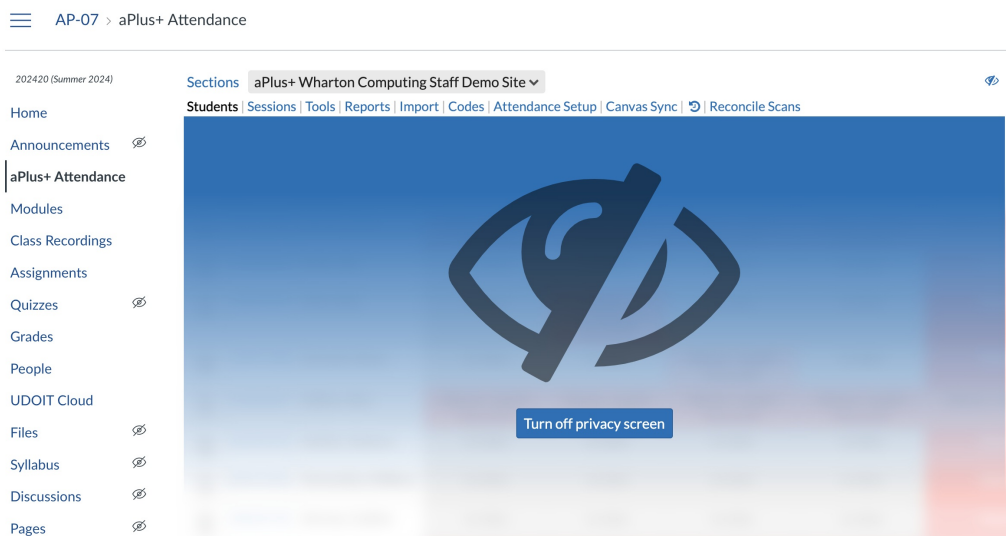 AP-07 > aPlus+ Attendance
202420 (Summer 2024)
Home
Announcements
aPlus+ Attendance
Modules
Class Recordings
Assignments
Quizzes
Grades
People
UDOIT Cloud
Files
Syllabus
Discussions
Pages
Sections aPlus+ Wharton Computing Staff Demo Site
Students | Sessions | Tools | Reports | Import | Codes | Attendance Setup | Canvas Sync | | Reconcile Scans
Turn off privacy screen